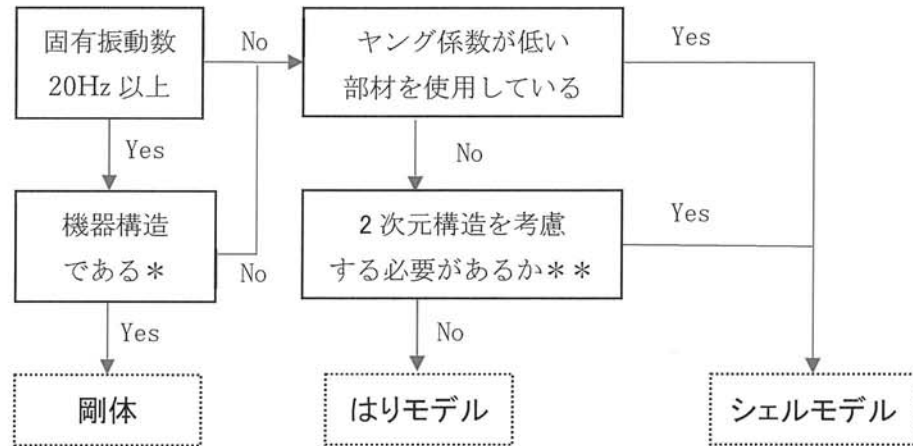 固有振動数
20Hz 以上
No
ヤング係数が低い
部材を使用している
Yes
Yes
No
機器構造
である＊
No
2 次元構造を考慮
する必要があるか＊＊
Yes
Yes
No
剛体
はりモデル
シェルモデル